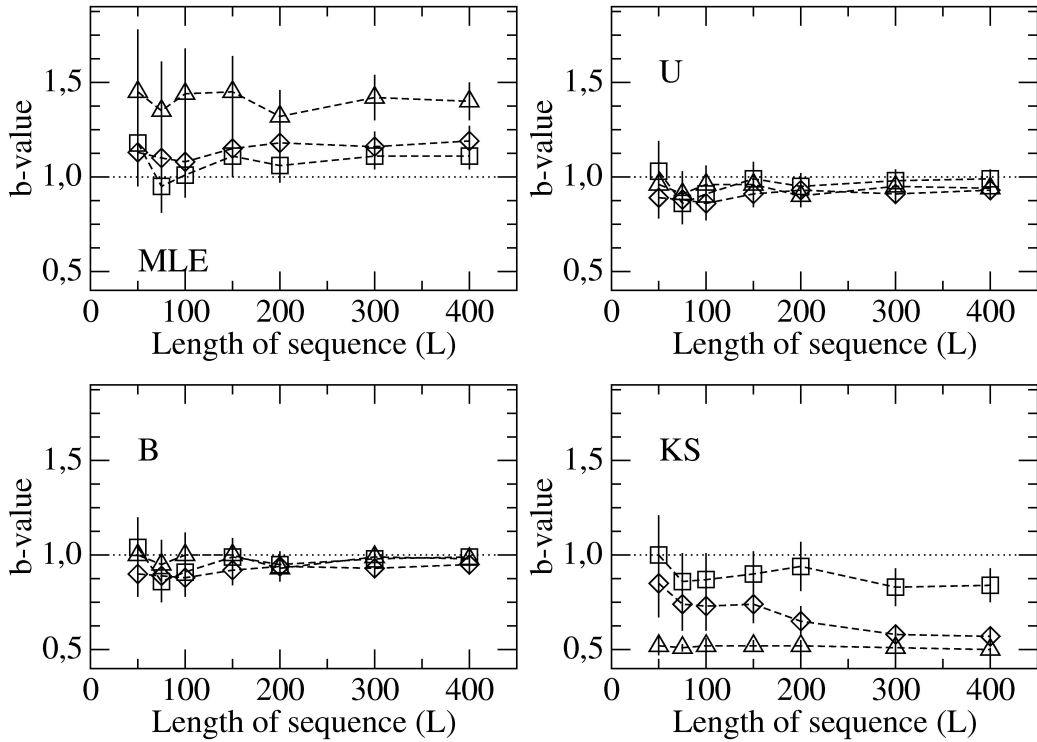 1,5
1,0
0,5
b-value
MLE
0 100 200 300 400
Length of sequence (L)
1,5
1,0
0,5
b-value
U
0 100 200 300 400
Length of sequence (L)
1,5
1,0
0,5
b-value
B
0 100 200 300 400
Length of sequence (L)
1,5
1,0
0,5
b-value
KS
0 100 200 300 400
Length of sequence (L)